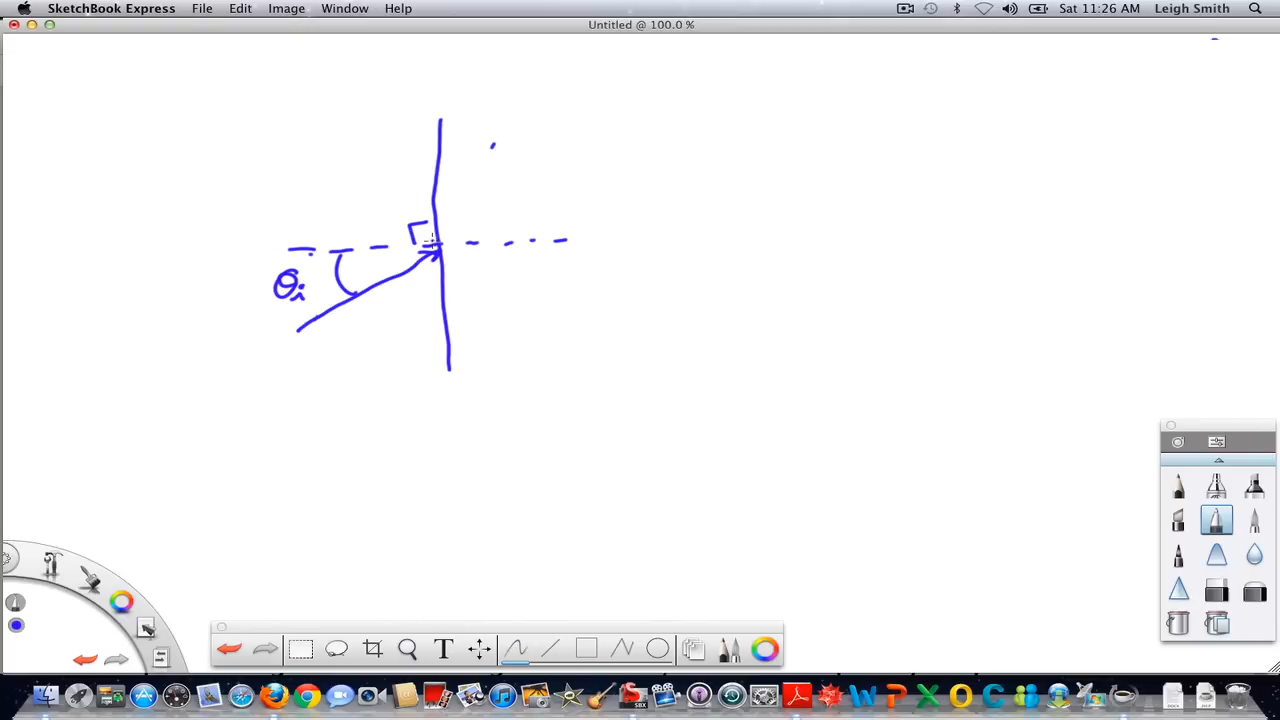 SketchBook Express File Edit Image Window Help Sat 11:26 AM Leigh Smith
Untitled @ 100.0 %
θi
T